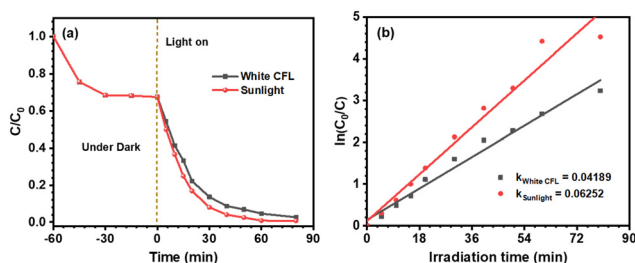 (a)
Light on
White CFL
Sunlight
Under Dark
C/C0
1.0
0.8
0.6
0.4
0.2
0.0
-60
-30
0
30
60
90
Time (min)
(b)
ln(C0/C)
5
4
3
2
1
0
kWhite CFL = 0.04189
kSunlight = 0.06252
0
18
36
54
72
90
Irradiation time (min)